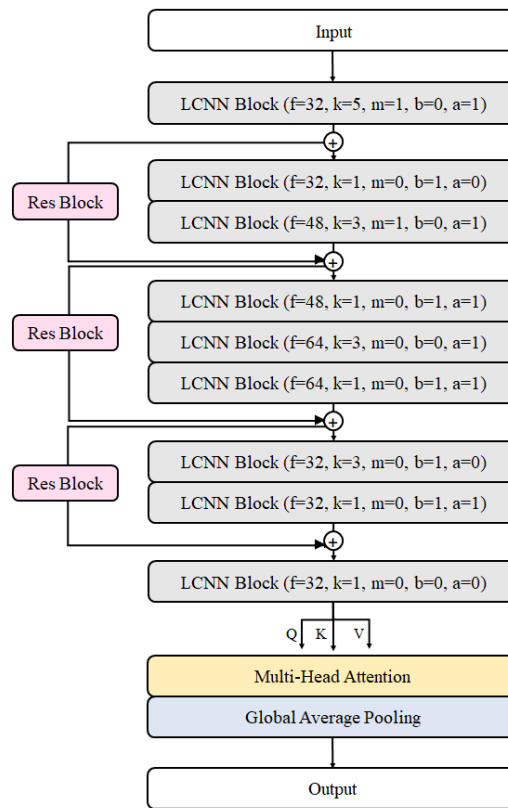 Input
LCNN Block (f=32, k=5, m=1, b=0, a=1)
+
LCNN Block (f=32, k=1, m=0, b=1, a=0)
Res Block
LCNN Block (f=48, k=3, m=1, b=0, a=1)
+
LCNN Block (f=48, k=1, m=0, b=1, a=1)
Res Block
LCNN Block (f=64, k=3, m=0, b=0, a=1)
LCNN Block (f=64, k=1, m=0, b=1, a=1)
+
LCNN Block (f=32, k=3, m=0, b=1, a=0)
Res Block
LCNN Block (f=32, k=1, m=0, b=1, a=1)
+
LCNN Block (f=32, k=1, m=0, b=0, a=0)
Q K V
Multi-Head Attention
Global Average Pooling
Output